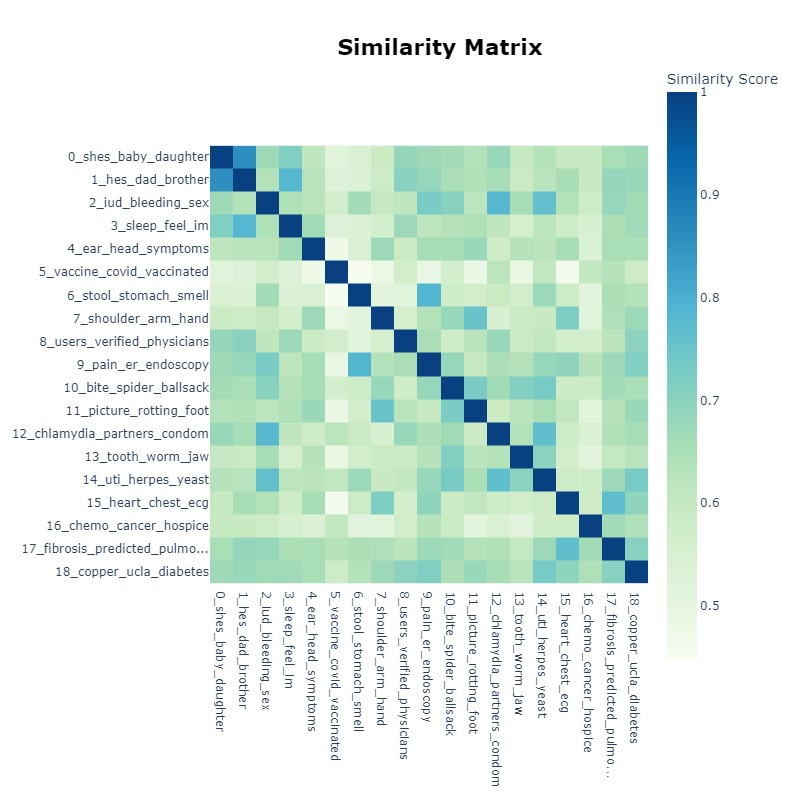 Similarity Matrix
Similarity Score
1
0.9
0.8
0.7
0.6
0.5
0_shes_baby_daughter
1_hes_dad_brother
2_iud_bleeding_sex
3_sleep_feel_im
4_ear_head_symptoms
5_vaccine_covid_vaccinated
6_stool_stomach_smell
7_shoulder_arm_hand
8_users_verified_physicians
9_pain_er_endoscopy
10_bite_spider_ballsack
11_picture_rotting_foot
12_chlamydia_partners_condom
13_tooth_worm_jaw
14_uti_herpes_yeast
15_heart_chest_ecg
16_chemo_cancer_hospice
17_fibrosis_predicted_pulmo...
18_copper_ucla_diabetes
0_shes_baby_daughter
1_hes_dad_brother
2_iud_bleeding_sex
3_sleep_feel_im
4_ear_head_symptoms
5_vaccine_covid_vaccinated
6_stool_stomach_smell
7_shoulder_arm_hand
8_users_verified_physicians
9_pain_er_endoscopy
10_bite_spider_ballsack
11_picture_rotting_foot
12_chlamydia_partners_condom
13_tooth_worm_jaw
14_uti_herpes_yeast
15_heart_chest_ecg
16_chemo_cancer_hospice
17_fibrosis_predicted_pulmo...
18_copper_ucla_diabetes